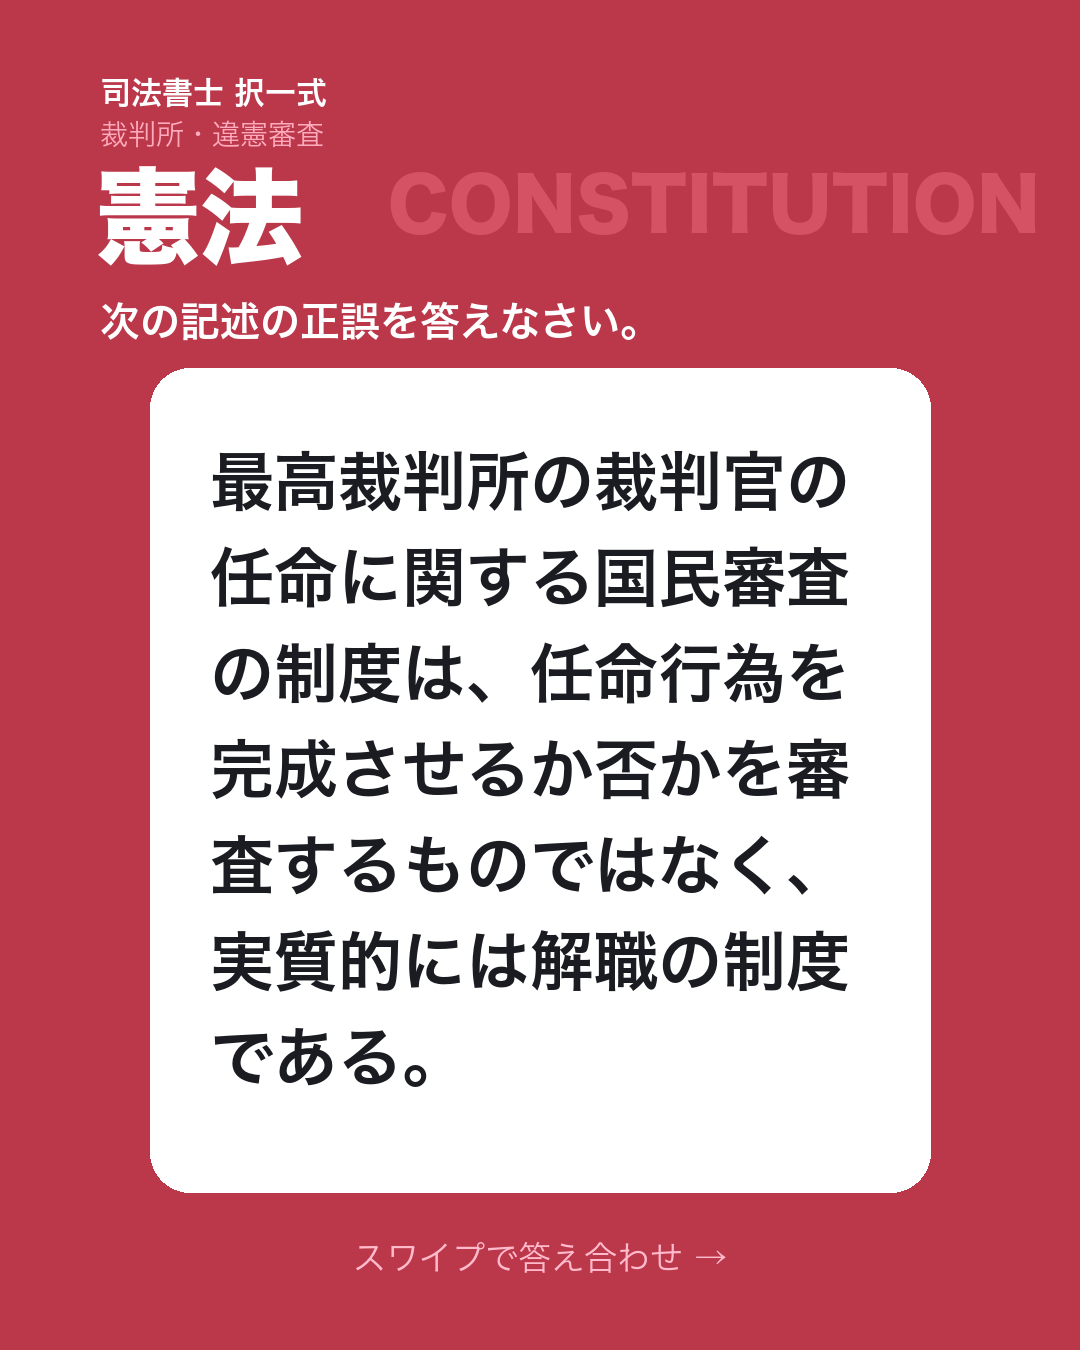 司法書士 択一式
裁判所・違憲審査
憲法
CONSTITUTION
次の記述の正誤を答えなさい。
最高裁判所の裁判官の
任命に関する国民審査
の制度は、任命行為を
完成させるか否かを審
査するものではなく、
実質的には解職の制度
である。
スワイプで答え合わせ →